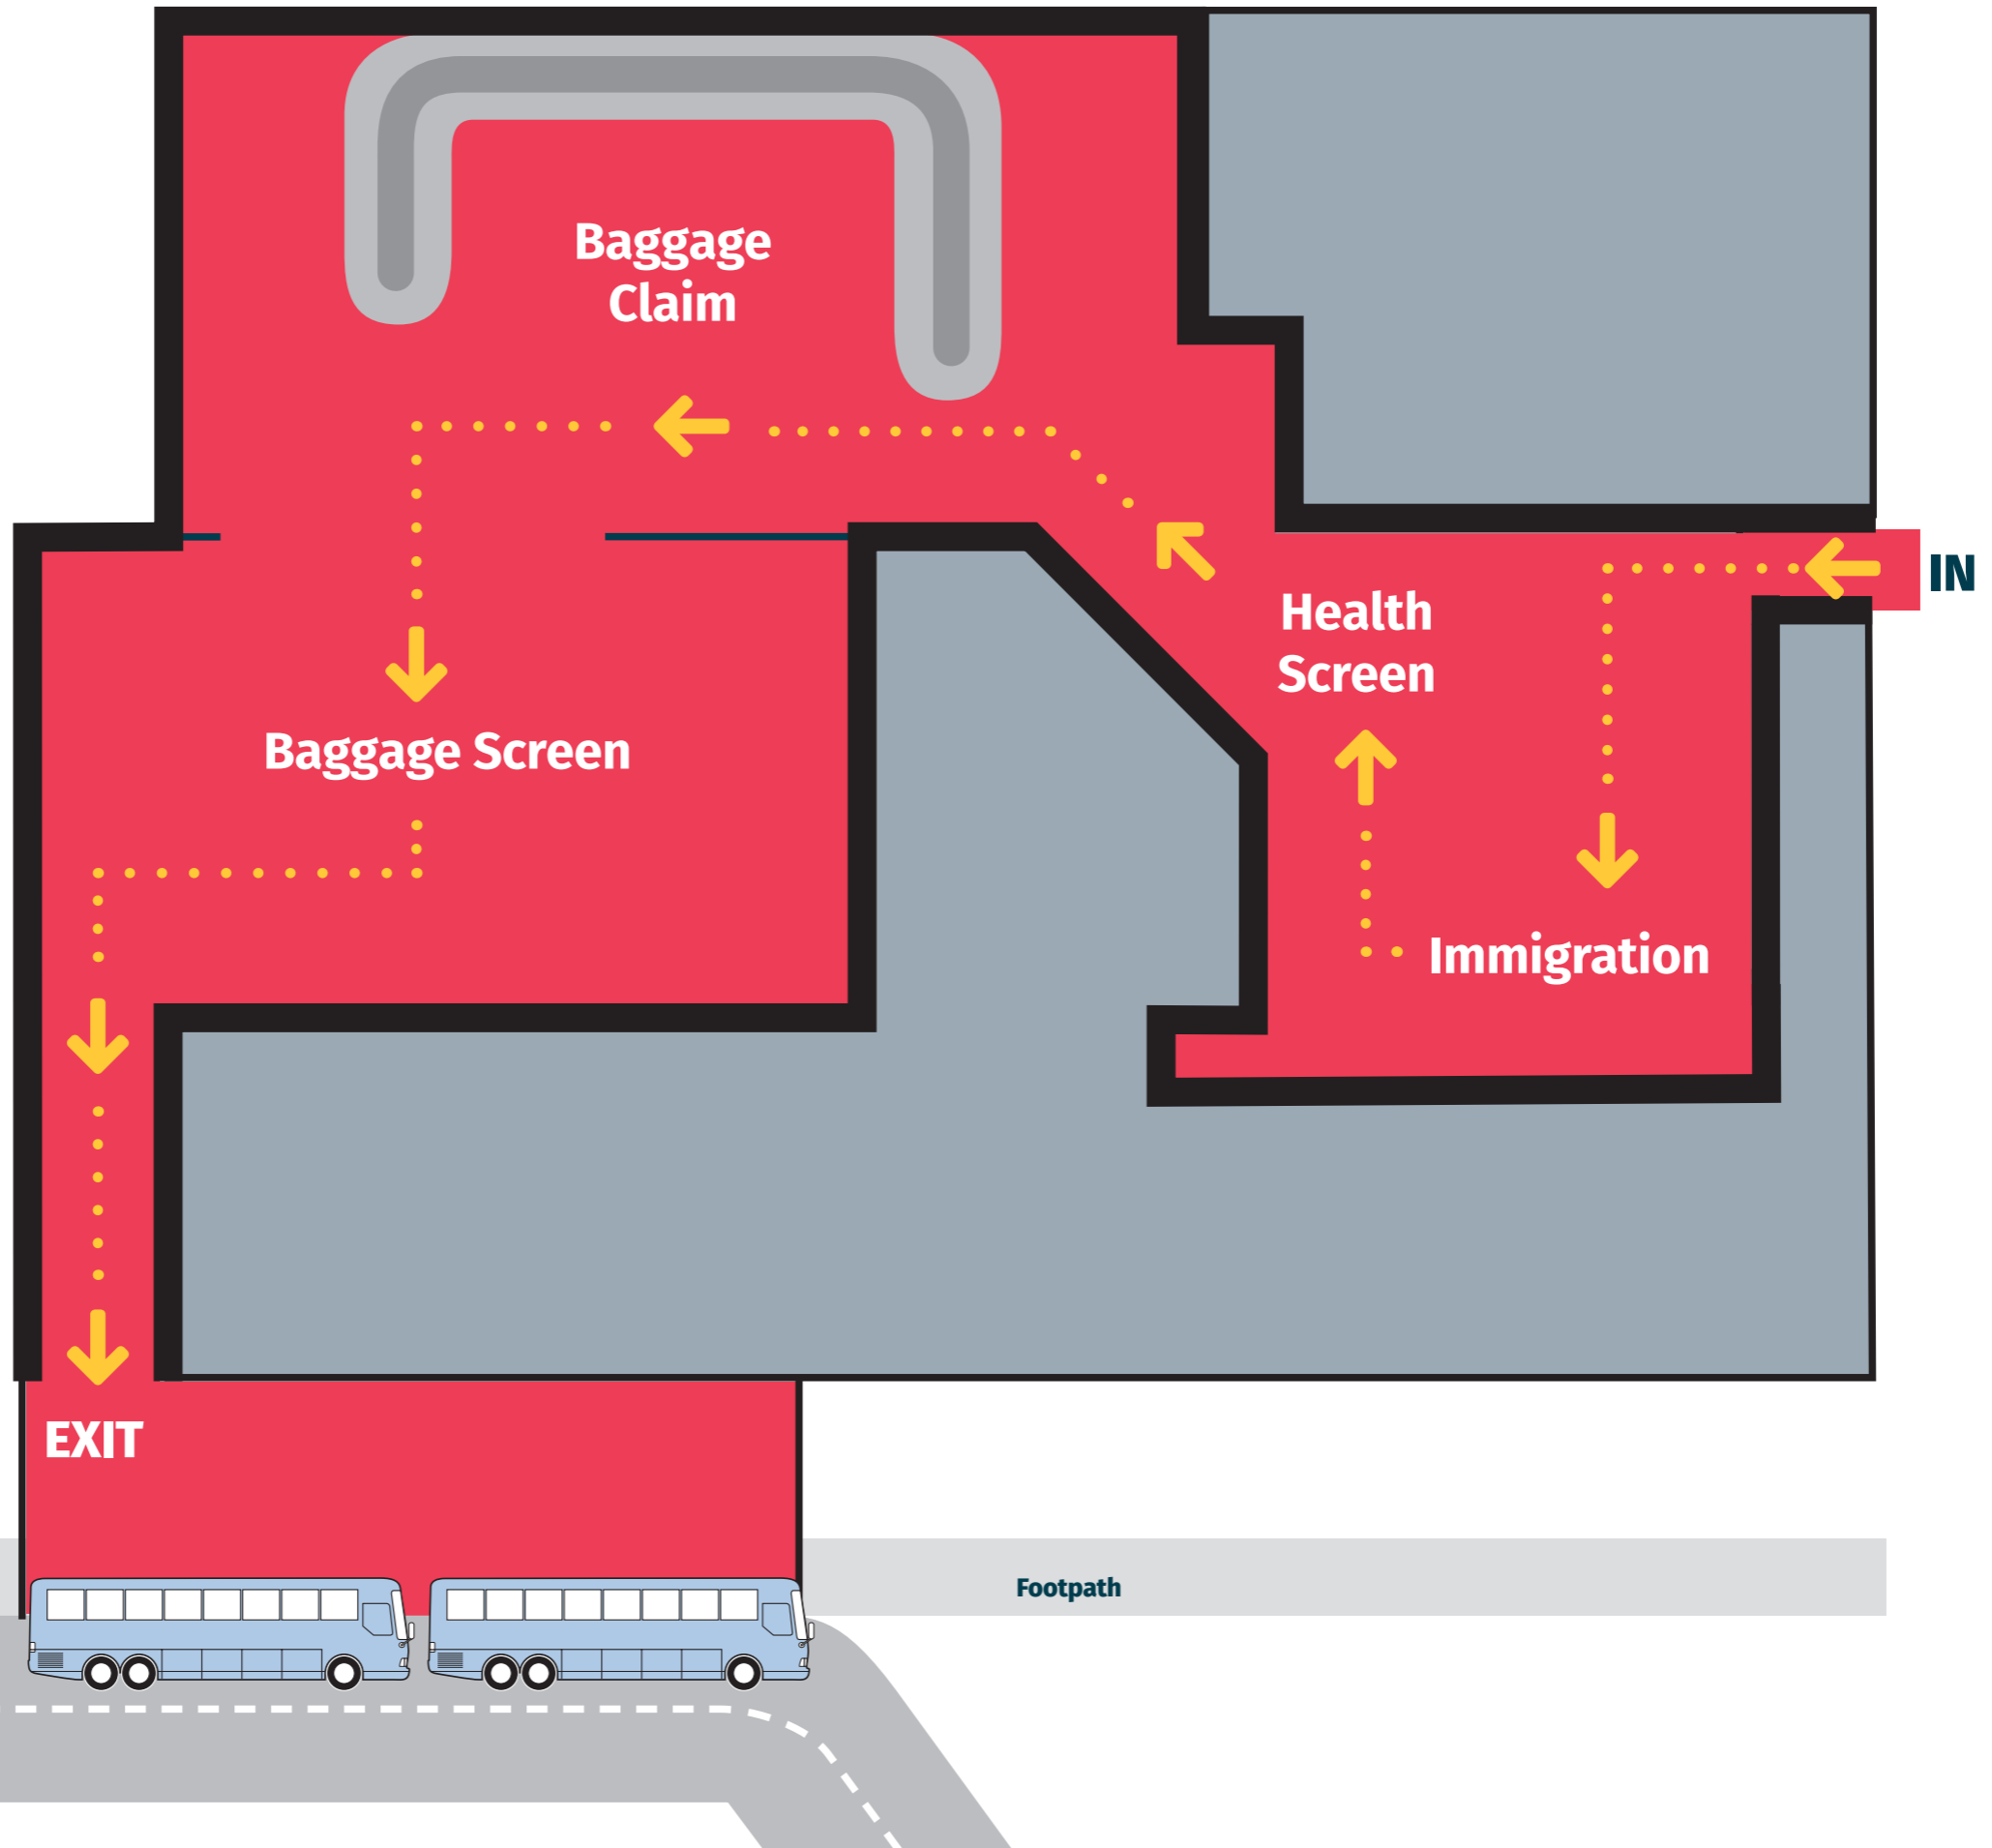 Baggage
Claim
IN
Health
Screen
Baggage Screen
Immigration
EXIT
Footpath